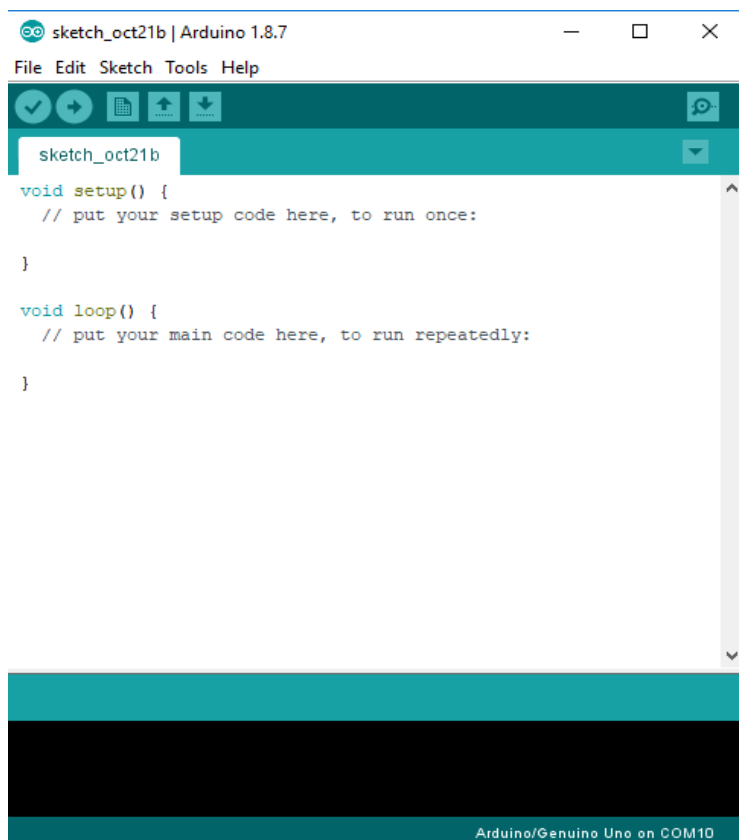 sketch_oct21b | Arduino 1.8.7
File Edit Sketch Tools Help
sketch_oct21b
void setup() {
  // put your setup code here, to run once:
}
void loop() {
  // put your main code here, to run repeatedly:
}
Arduino/Genuino Uno on COM10